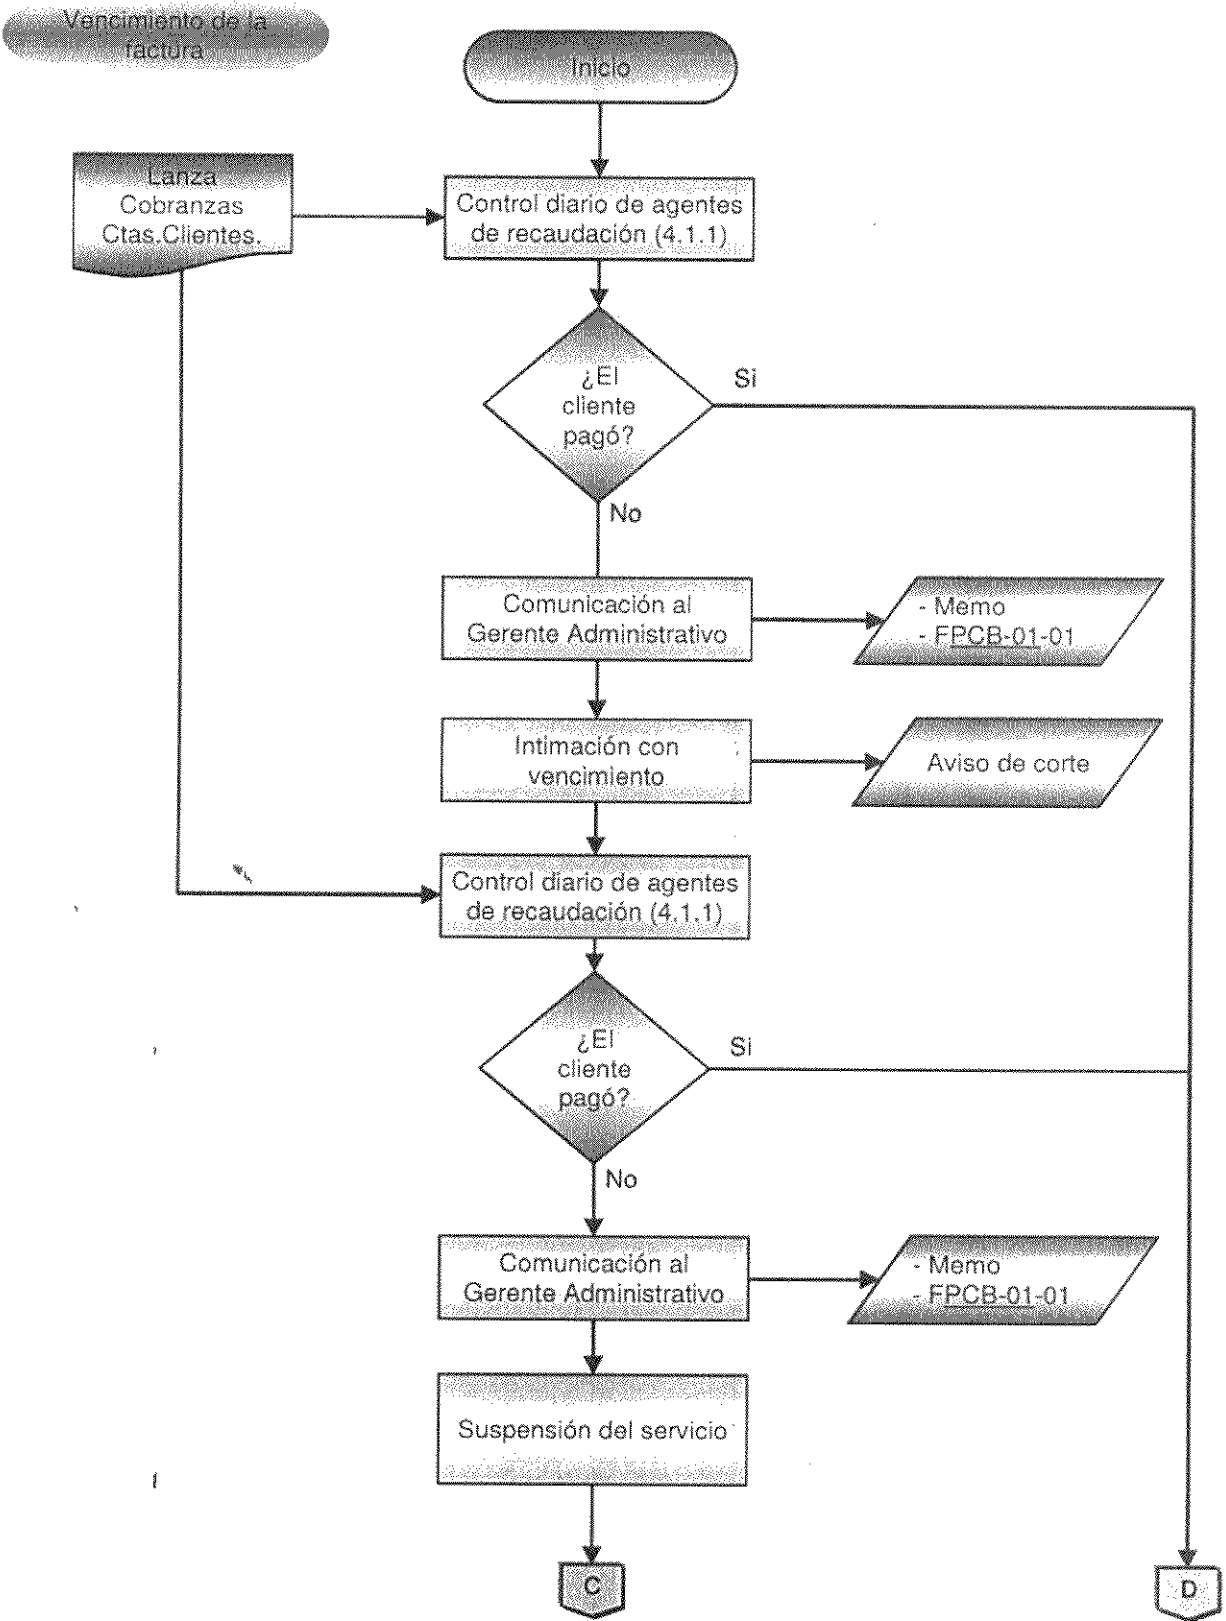 Vencimiento de la
factura
Inicio
Lanza
Cobranzas
Ctas.Clientes.
Control diario de agentes
de recaudación (4.1.1)
¿El
cliente
pagó?
Si
No
Comunicación al
Gerente Administrativo
- Memo
- FPCB-01-01
Intimación con
vencimiento
Aviso de corte
Control diario de agentes
de recaudación (4.1.1)
¿El
cliente
pagó?
Si
No
Comunicación al
Gerente Administrativo
- Memo
- FPCB-01-01
Suspensión del servicio
C
D